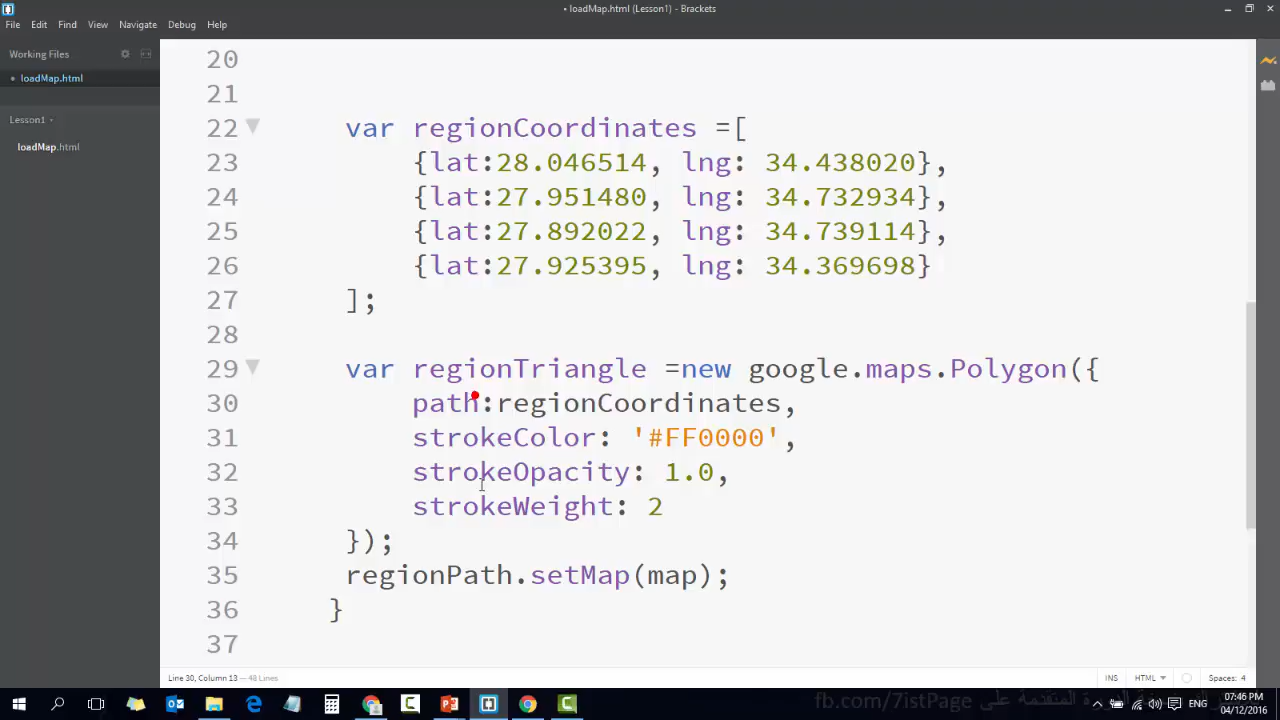 • loadMap.html (Lesson1) - Brackets
File Edit Find View Navigate Debug Help
Working Files
• loadMap.html
Lesson1
loadMap.html
20
21
22 var regionCoordinates =[
23 {lat:28.046514, lng: 34.438020},
24 {lat:27.951480, lng: 34.732934},
25 {lat:27.892022, lng: 34.739114},
26 {lat:27.925395, lng: 34.369698}
27 ];
28
29 var regionTriangle =new google.maps.Polygon({
30 path:regionCoordinates,
31 strokeColor: '#FF0000',
32 strokeOpacity: 1.0,
33 strokeWeight: 2
34 });
35 regionPath.setMap(map);
36 }
37
Line 30, Column 13 — 48 Lines
INS HTML Spaces: 4
fb.com/7istPage على
ENG
07:46 PM
04/12/2016